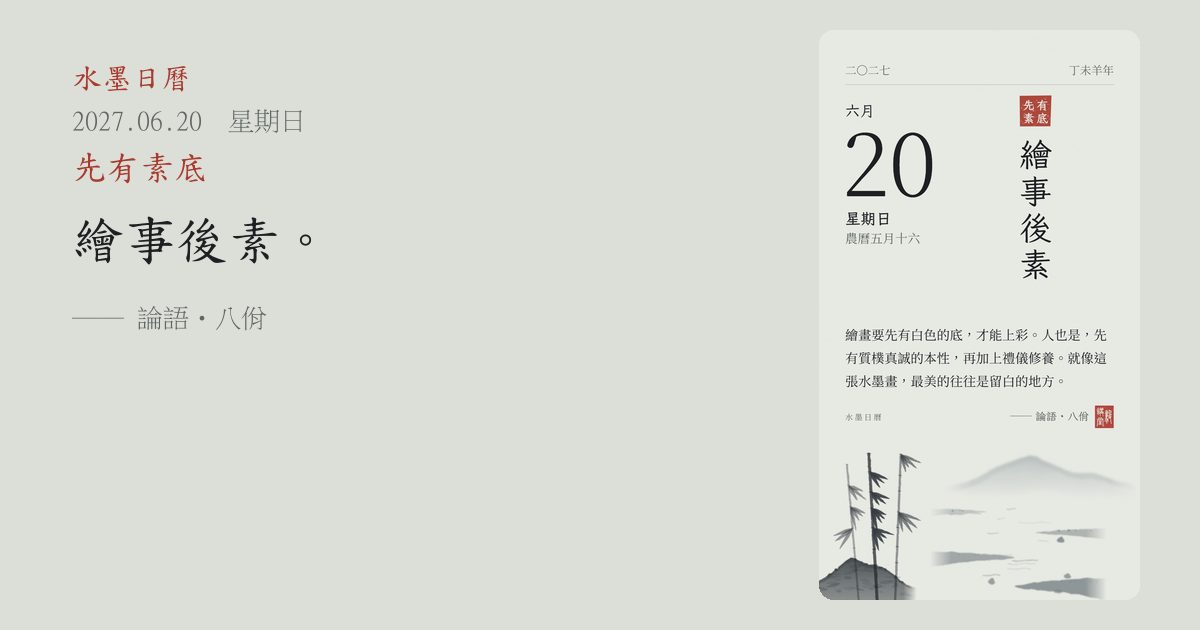 水墨日曆
2027.06.20 星期日
先有素底
繪事後素。
—— 論語・八佾
二〇二七
丁未羊年
六月
20
星期日
農曆五月十六
先有素底
繪事後素
繪畫要先有白色的底，才能上彩。人也是，先
有質樸真誠的本性，再加上禮儀修養。就像這
張水墨畫，最美的往往是留白的地方。
水墨日曆
—— 論語・八佾